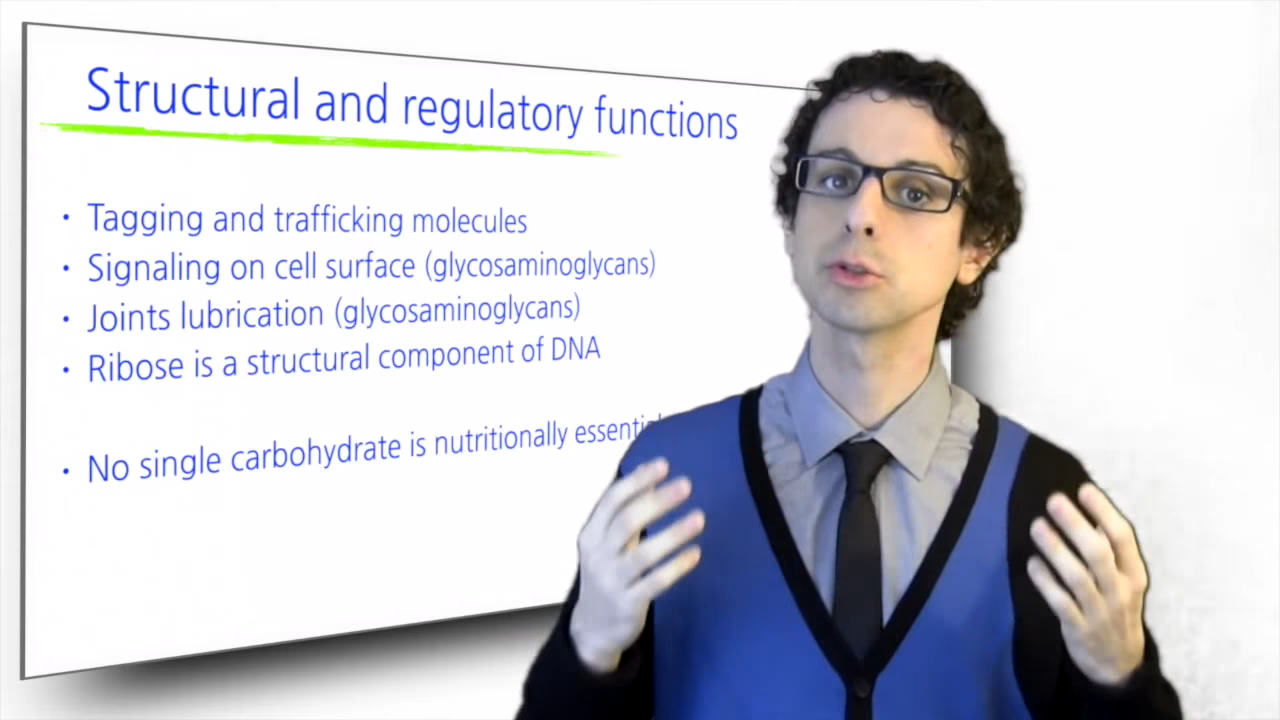 Structural and regulatory functions
• Tagging and trafficking molecules
• Signaling on cell surface (glycosaminoglycans)
• Joints lubrication (glycosaminoglycans)
• Ribose is a structural component of DNA
• No single carbohydrate is nutritionally essenti